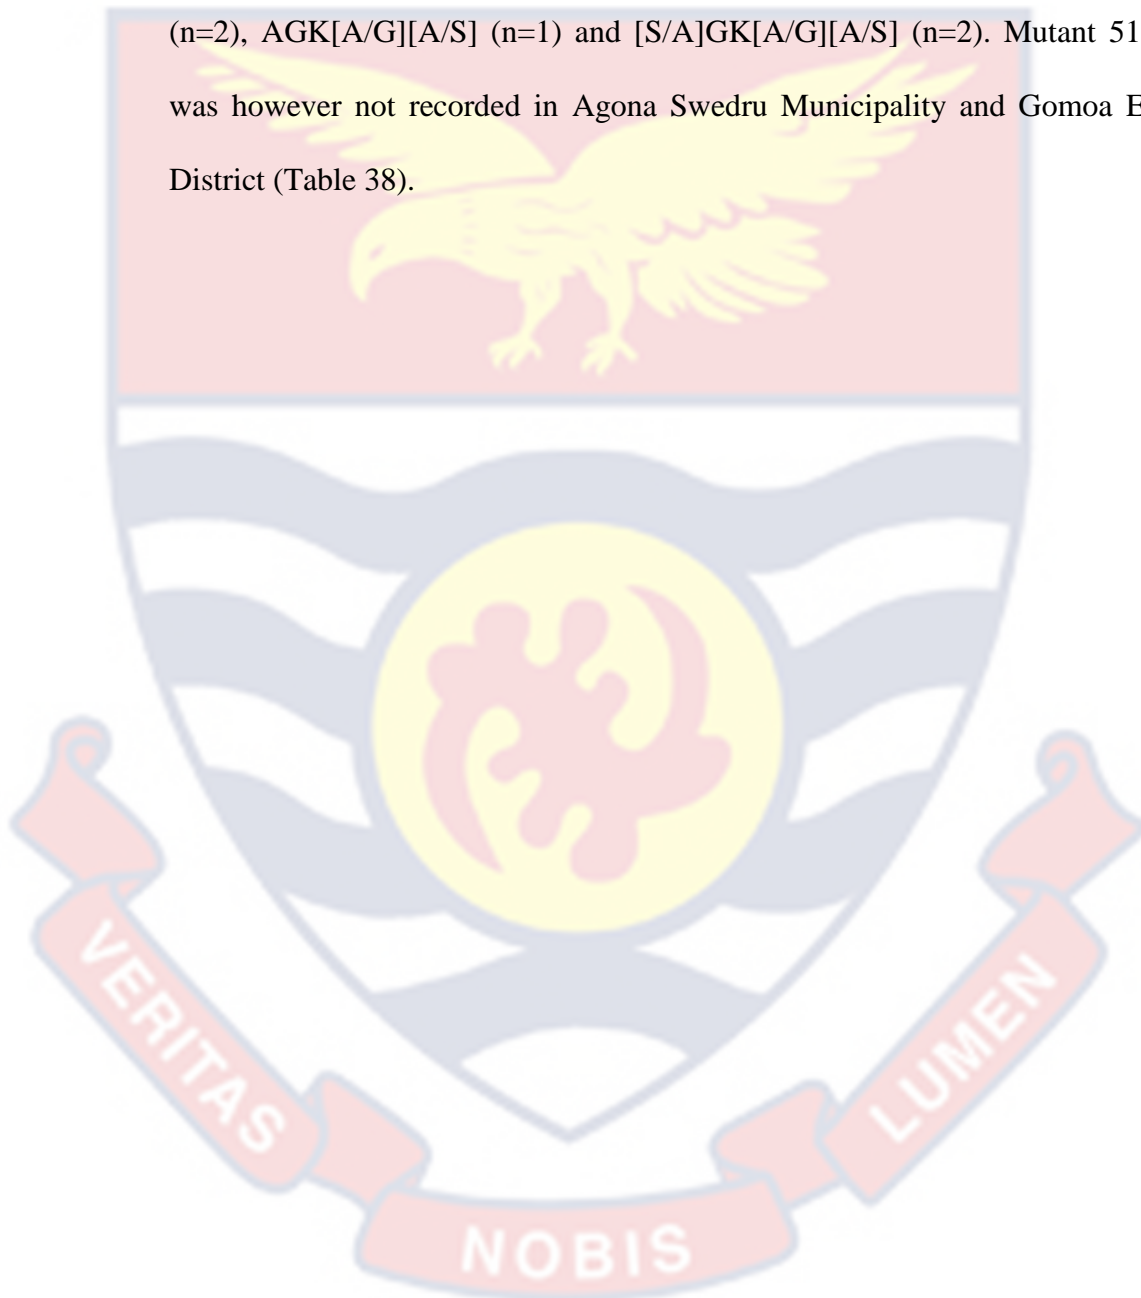 (n=2), AGK[A/G][A/S] (n=1) and [S/A]GK[A/G][A/S] (n=2). Mutant 51
was however not recorded in Agona Swedru Municipality and Gomoa E
District (Table 38).
VERITAS
NOBIS
LUMEN